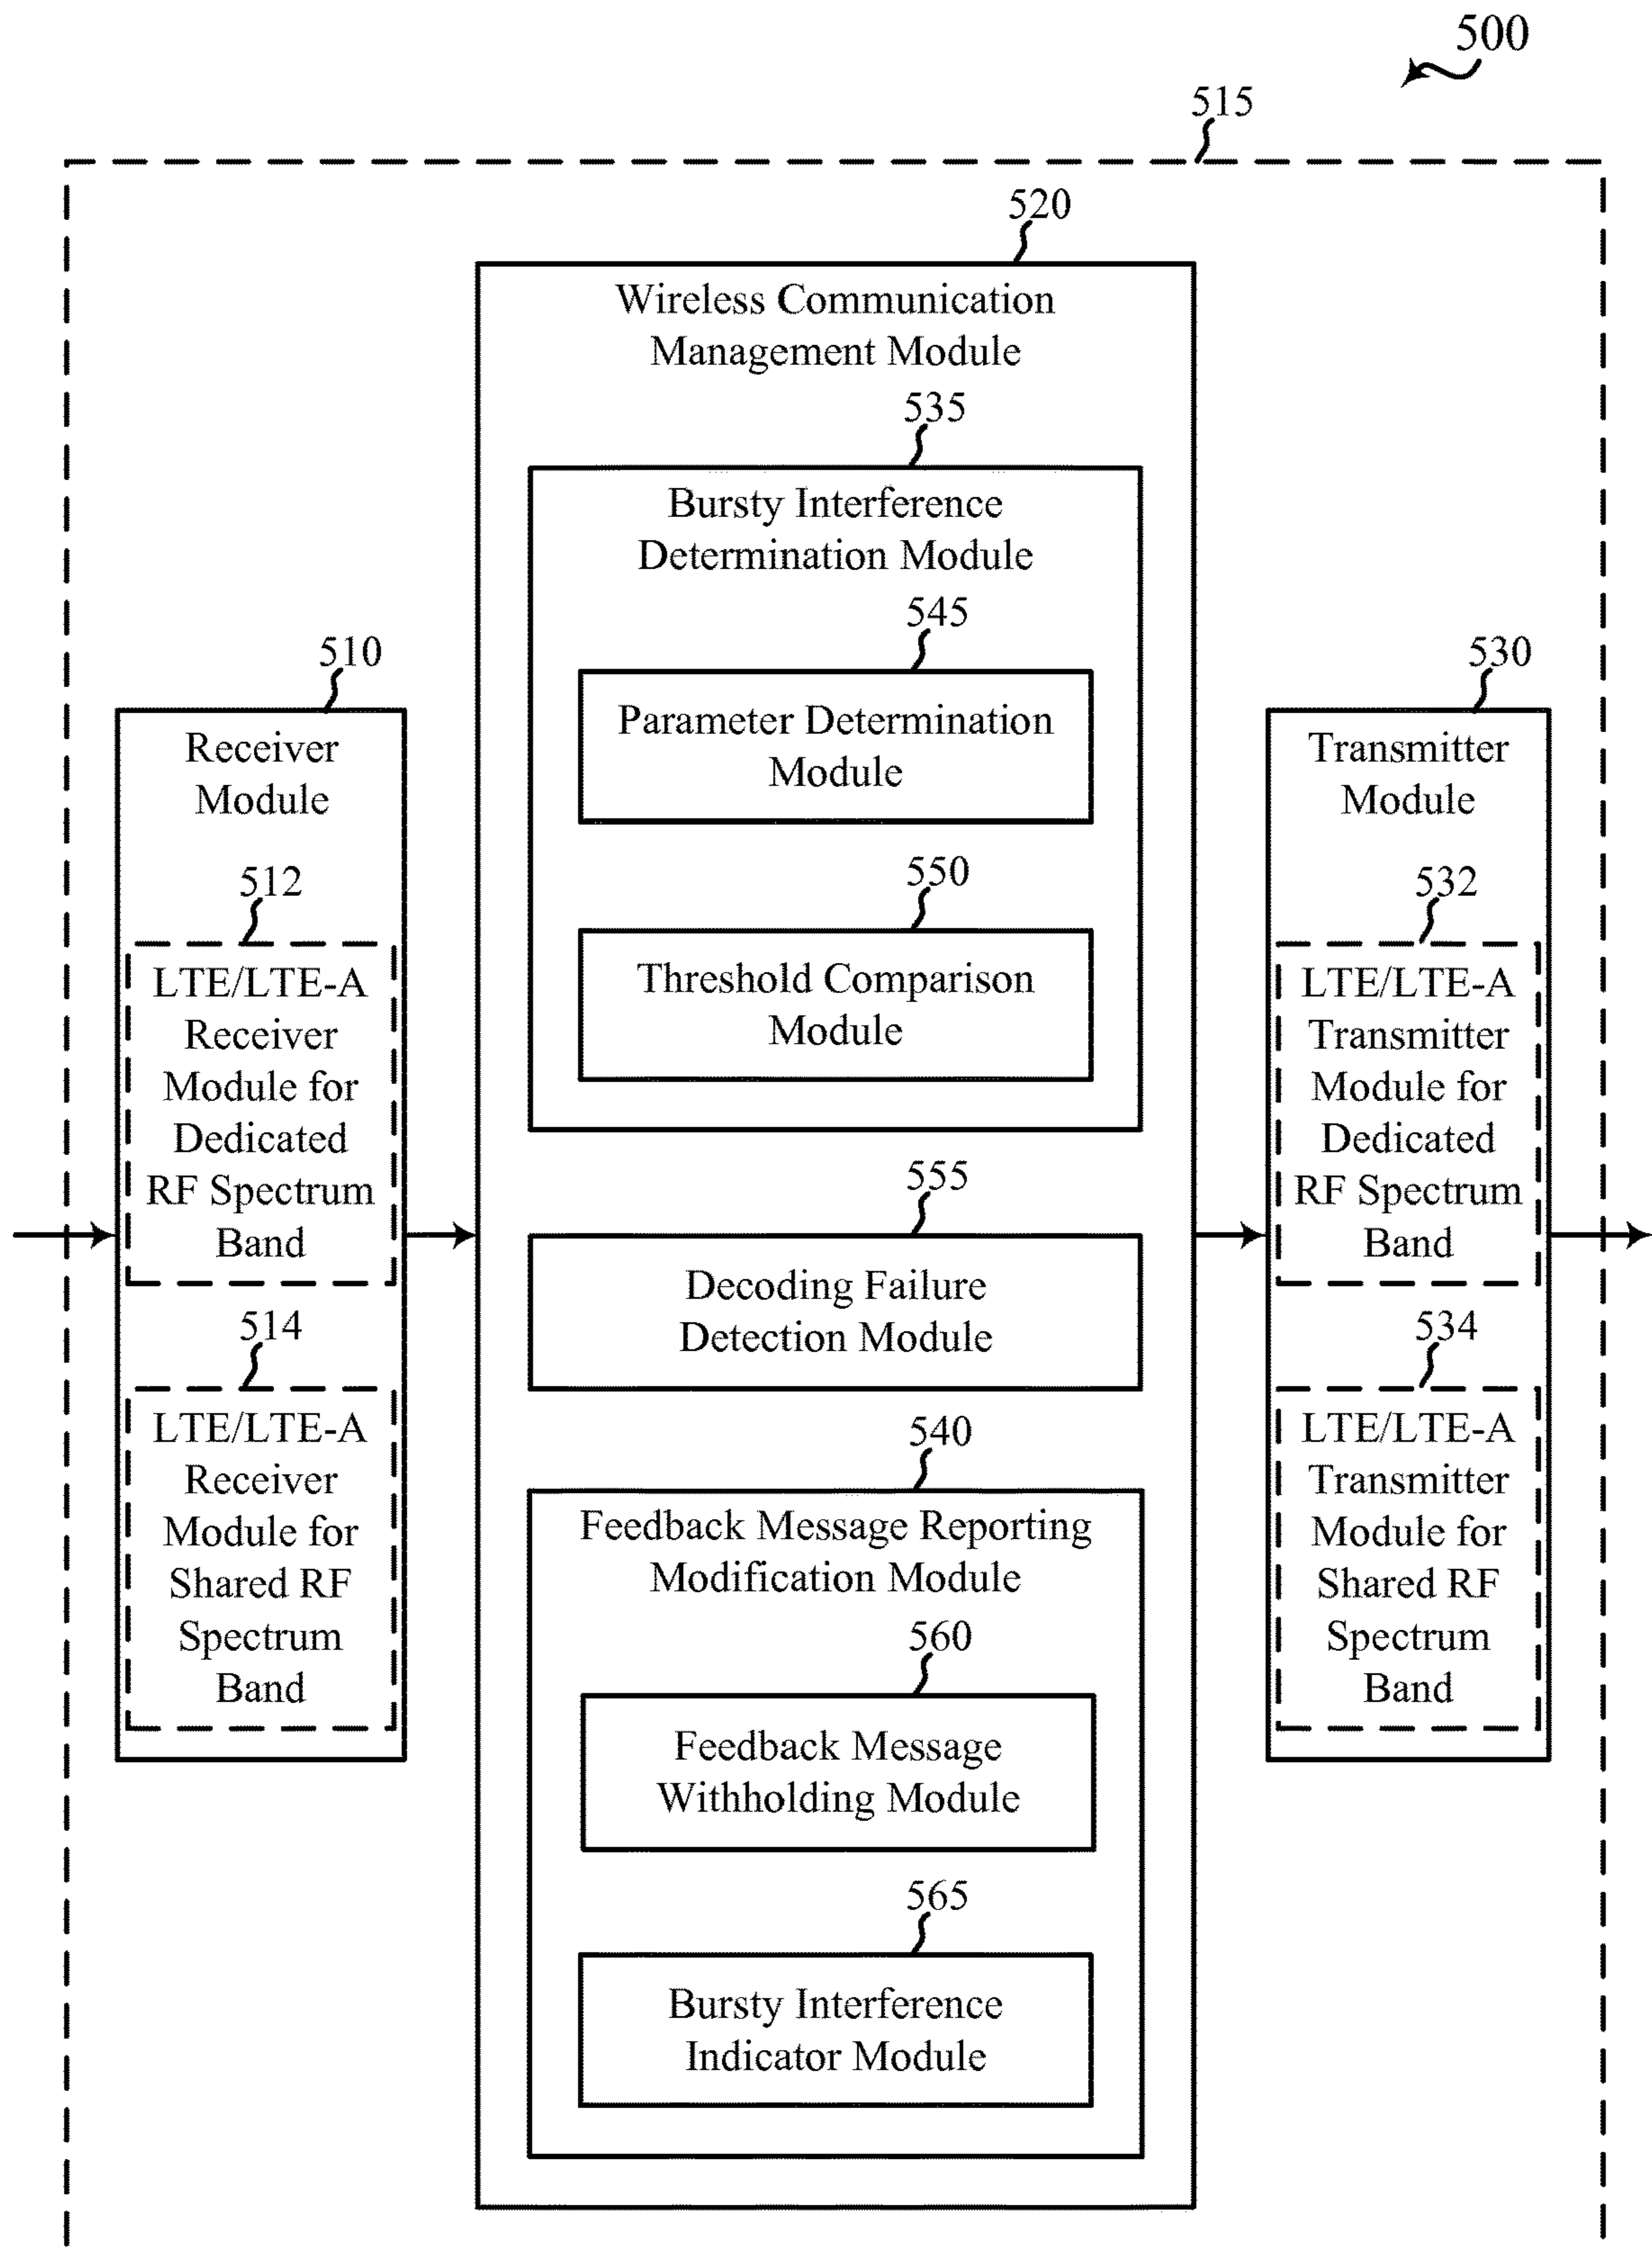 500
515
520
Wireless Communication
Management Module
535
Bursty Interference
Determination Module
545
Parameter Determination
Module
550
Threshold Comparison
Module
555
Decoding Failure
Detection Module
540
Feedback Message Reporting
Modification Module
560
Feedback Message
Withholding Module
565
Bursty Interference
Indicator Module
510
Receiver
Module
512
LTE/LTE-A
Receiver
Module for
Dedicated
RF Spectrum
Band
514
LTE/LTE-A
Receiver
Module for
Shared RF
Spectrum
Band
530
Transmitter
Module
532
LTE/LTE-A
Transmitter
Module for
Dedicated
RF Spectrum
Band
534
LTE/LTE-A
Transmitter
Module for
Shared RF
Spectrum
Band